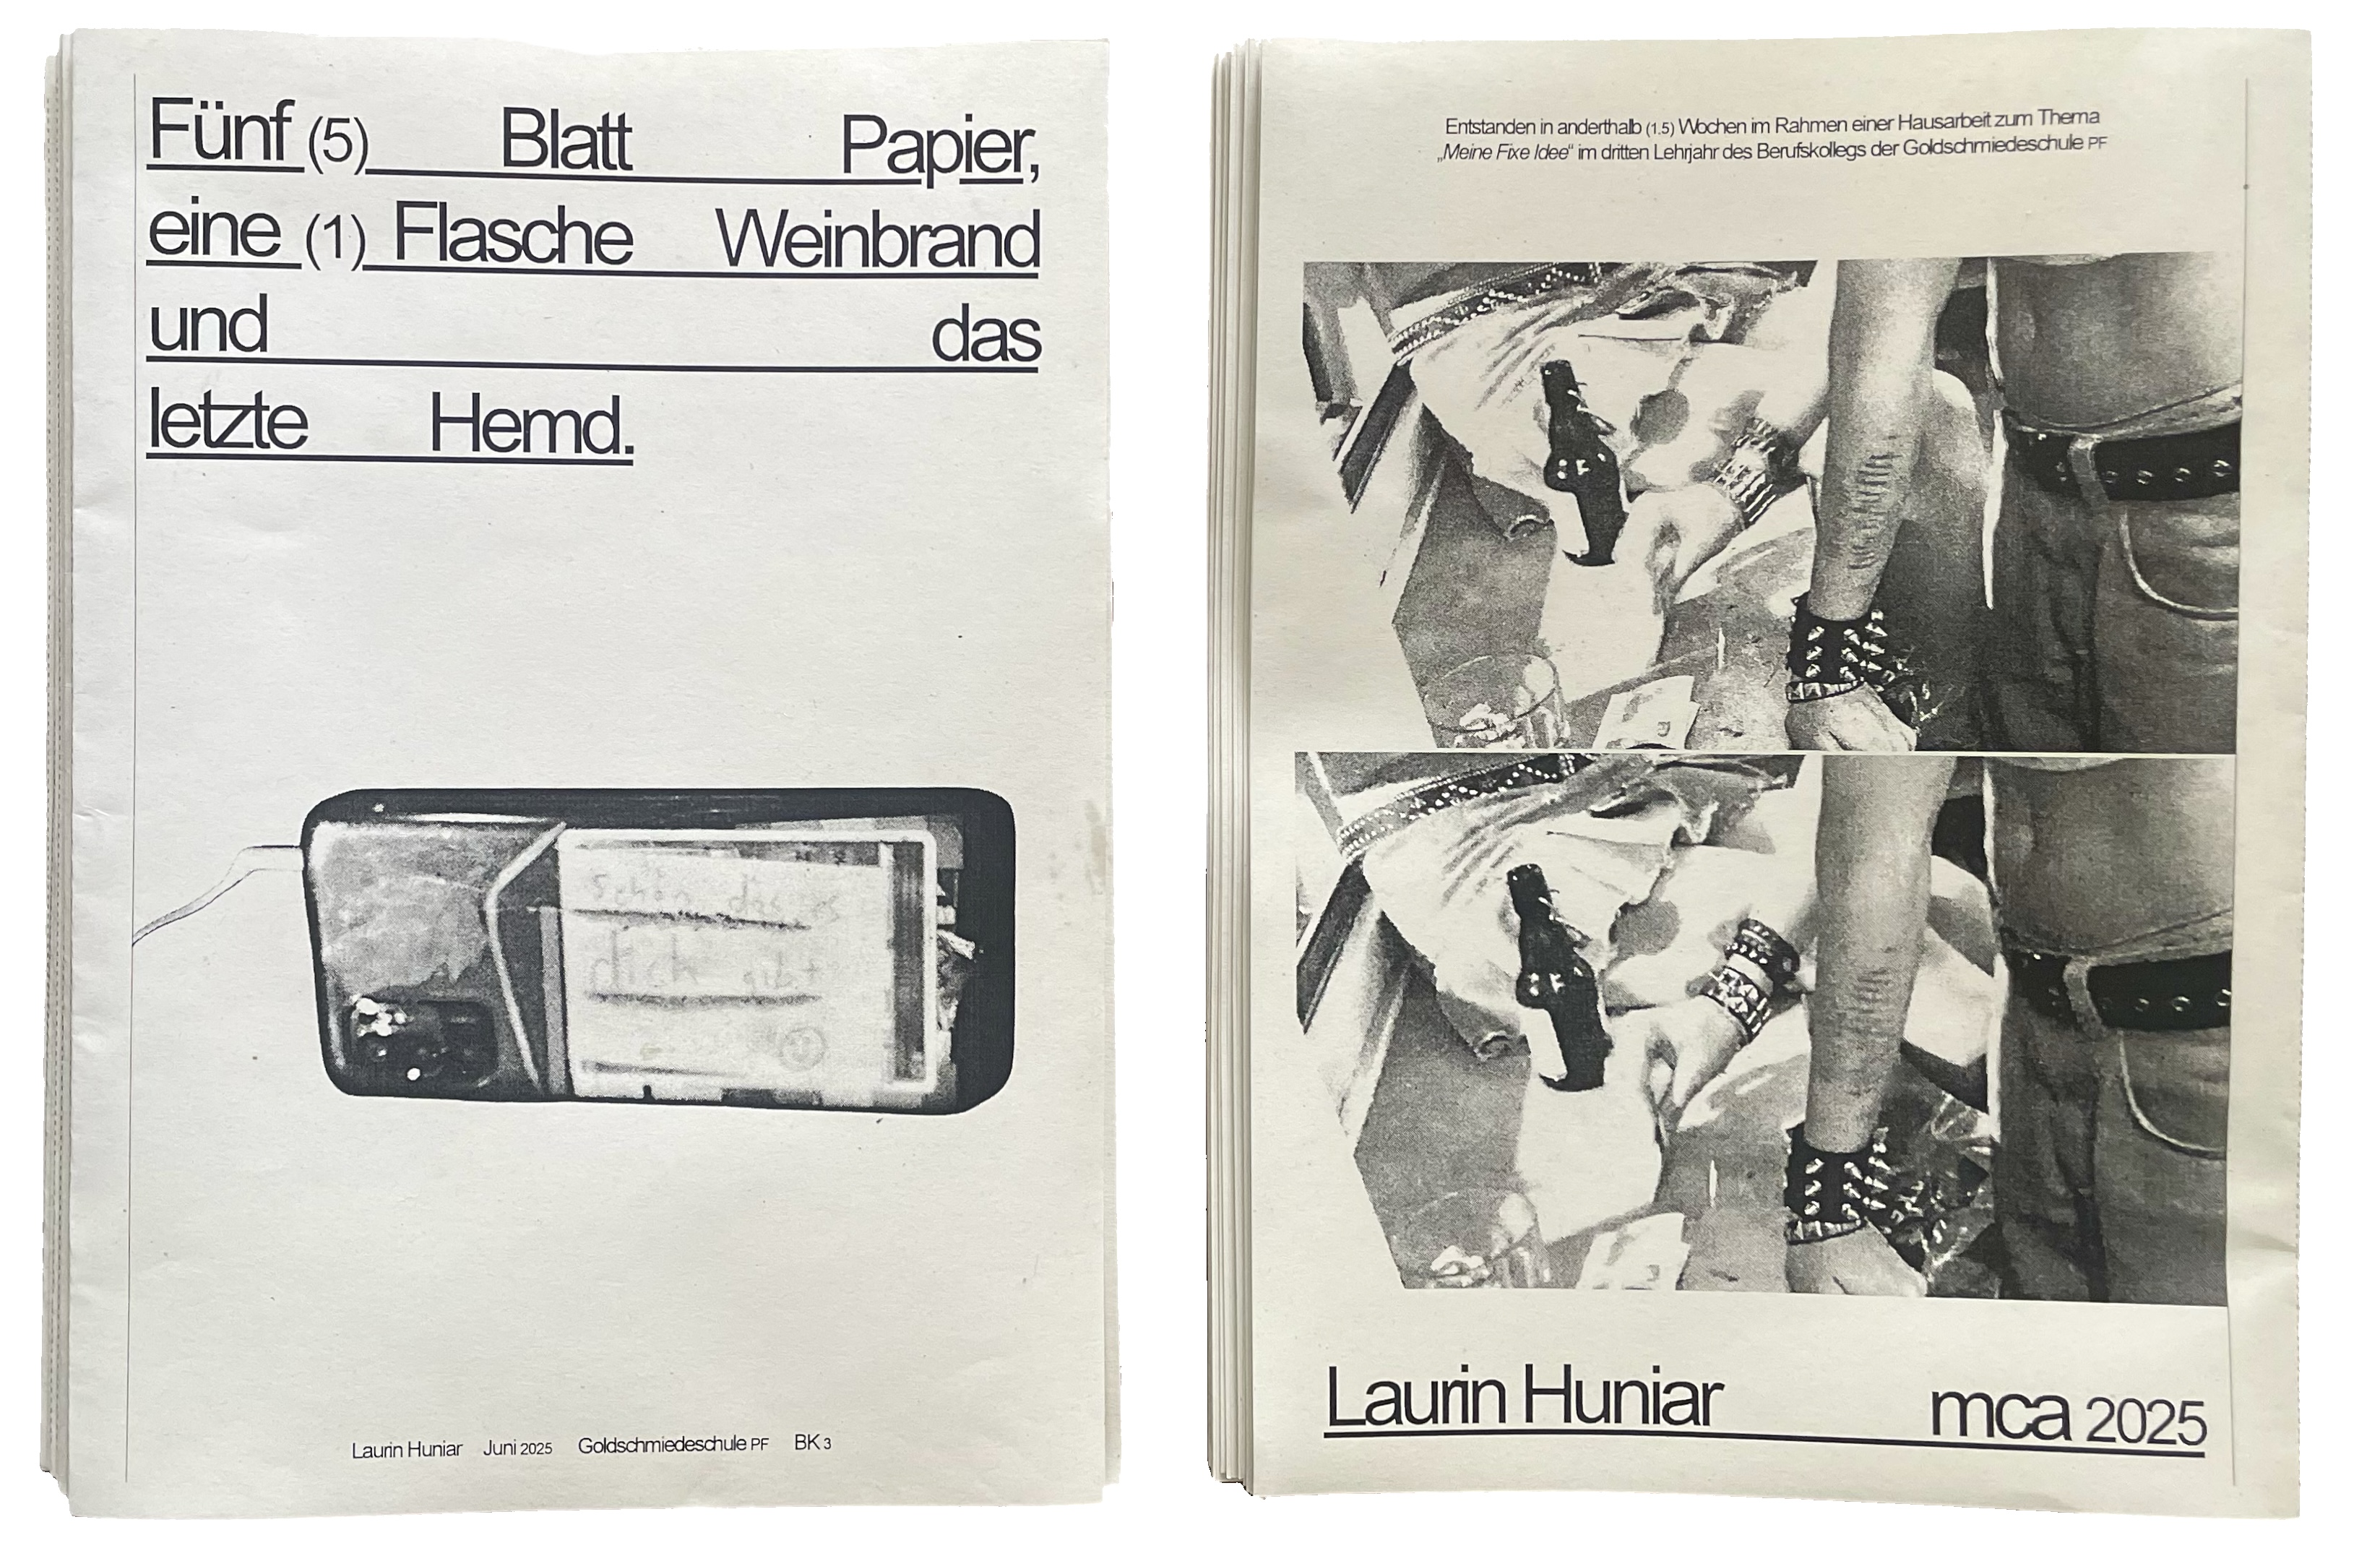 Fünf (5) Blatt Papier,
eine (1) Flasche Weinbrand
und das
letzte Hemd.
schön das es
dich gibt
Laurin Huniar Juni 2025 Goldschmiedeschule PF BK 3
Entstanden in anderthalb (1.5) Wochen im Rahmen einer Hausarbeit zum Thema
„Meine Fixe Idee“ im dritten Lehrjahr des Berufskollegs der Goldschmiedeschule PF
Laurin Huniar mca 2025